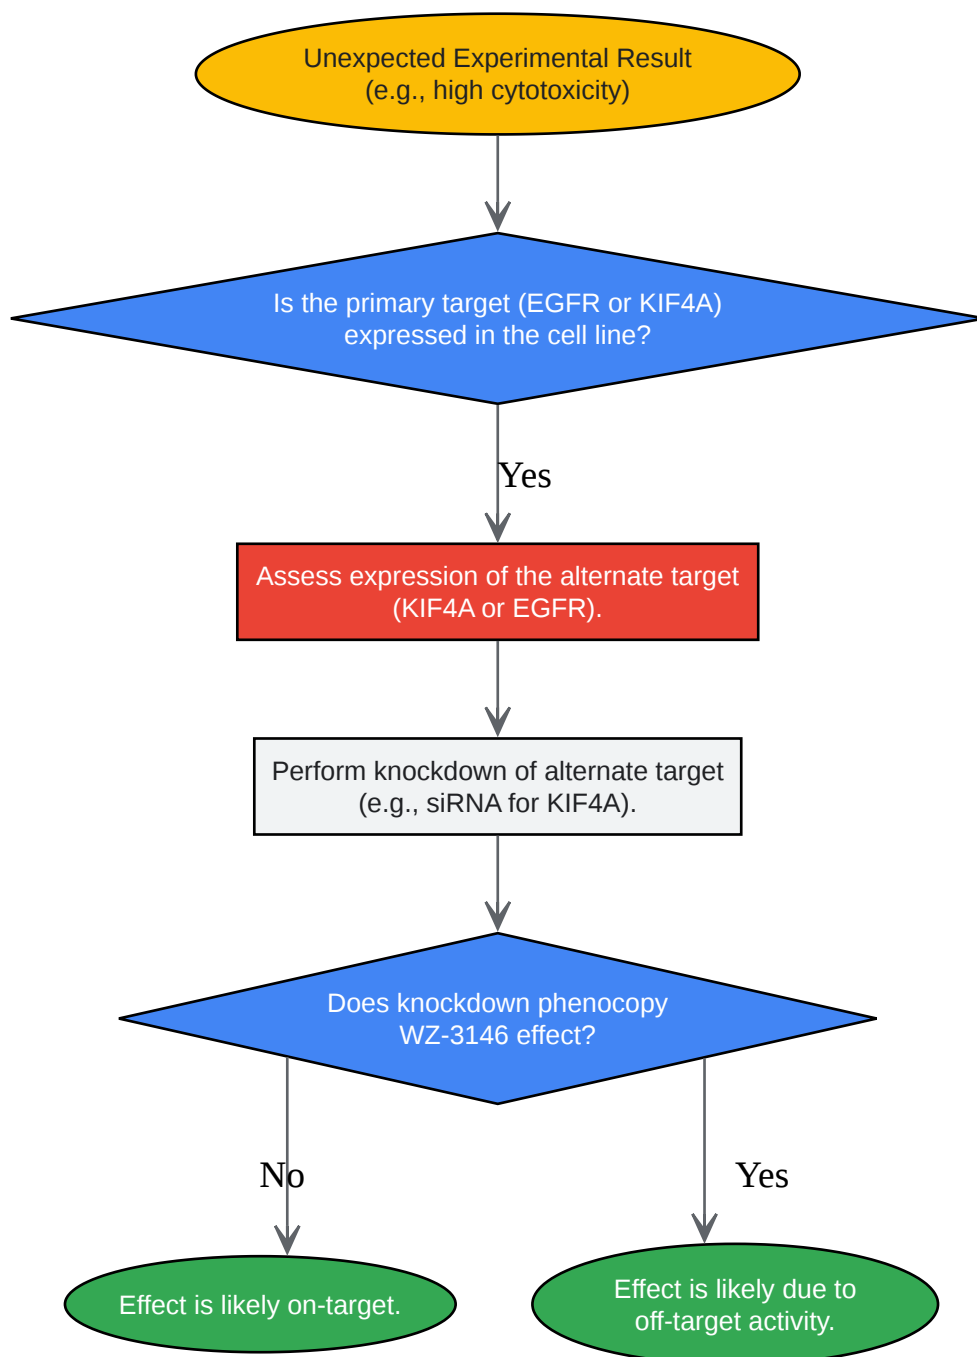 Unexpected Experimental Result
(e.g., high cytotoxicity)
Is the primary target (EGFR or KIF4A)
expressed in the cell line?
Yes
Assess expression of the alternate target
(KIF4A or EGFR).
Perform knockdown of alternate target
(e.g., siRNA for KIF4A).
Does knockdown phenocopy
WZ-3146 effect?
No
Yes
Effect is likely on-target.
Effect is likely due to
off-target activity.